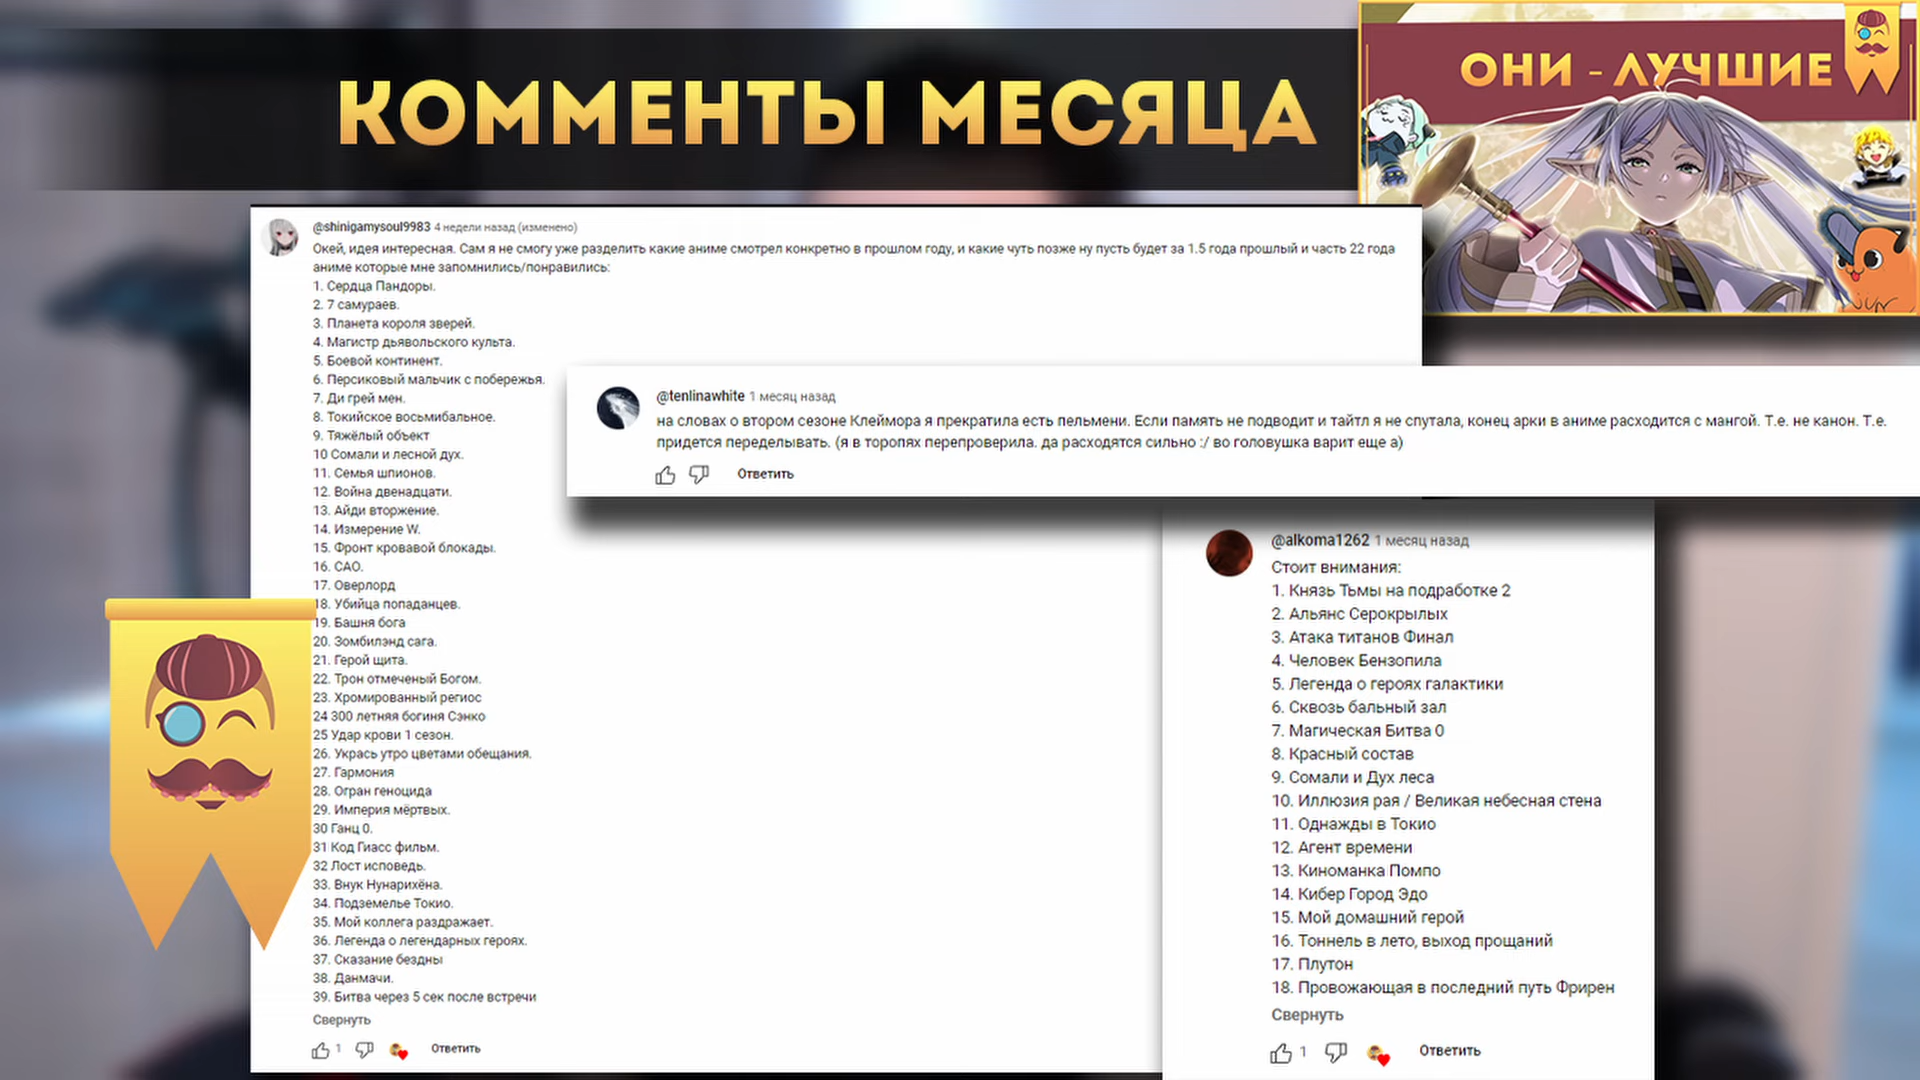 КОММЕНТЫ МЕСЯЦА
ОНИ - ЛУЧШИЕ
@shinigamysoul9983 4 недели назад (изменено)
Окей, идея интересная. Сам я не смогу уже разделить какие аниме смотрел конкретно в прошлом году, и какие чуть позже ну пусть будет за 1.5 года прошлый и часть 22 года
аниме которые мне запомнились/понравились:
1. Сердца Пандоры.
2. 7 самураев.
3. Планета короля зверей.
4. Магистр дьявольского культа.
5. Боевой континент.
6. Персиковый мальчик с побережья.
7. Ди грей мен.
8. Токийское восьмибальное.
9. Тяжёлый объект
10 Сомали и лесной дух.
11. Семья шпионов.
12. Война двенадцати.
13. Айди вторжение.
14. Измерение W.
15. Фронт кровавой блокады.
16. САО.
17. Оверлорд
18. Убийца попаданцев.
19. Башня бога
20. Зомбилэнд сага.
21. Герой щита.
22. Трон отмеченый Богом.
23. Хромированный региос
24 300 летняя богиня Сэнко
25 Удар крови 1 сезон.
26. Укрась утро цветами обещания.
27. Гармония
28. Огран геноцида
29. Империя мёртвых.
30 Ганц 0.
31 Код Гиасс фильм.
32 Лост исповедь.
33. Внук Нунарихёна.
34. Подземелье Токио.
35. Мой коллега раздражает.
36. Легенда о легендарных героях.
37. Сказание бездны
38. Данмачи.
39. Битва через 5 сек после встречи
Свернуть
1 Ответить
@tenlinawhite 1 месяц назад
на словах о втором сезоне Клеймора я прекратила есть пельмени. Если память не подводит и тайтл я не спутала, конец арки в аниме расходится с мангой. Т.е. не канон. Т.е.
придется переделывать. (я в торопях перепроверила. да расходятся сильно :/ во головушка варит еще а)
Ответить
@alkoma1262 1 месяц назад
Стоит внимания:
1. Князь Тьмы на подработке 2
2. Альянс Серокрылых
3. Атака титанов Финал
4. Человек Бензопила
5. Легенда о героях галактики
6. Сквозь бальный зал
7. Магическая Битва 0
8. Красный состав
9. Сомали и Дух леса
10. Иллюзия рая / Великая небесная стена
11. Однажды в Токио
12. Агент времени
13. Киноманка Помпо
14. Кибер Город Эдо
15. Мой домашний герой
16. Тоннель в лето, выход прощаний
17. Плутон
18. Провожающая в последний путь Фрирен
Свернуть
1 Ответить